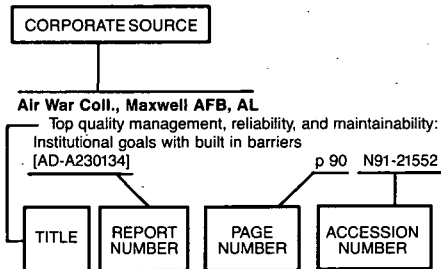 CORPORATE SOURCE
Air War Coll., Maxwell AFB, AL
Top quality management, reliability, and maintainability:
Institutional goals with built in barriers
[AD-A230134] p 90 N91-21552
TITLE
REPORT NUMBER
PAGE NUMBER
ACCESSION NUMBER